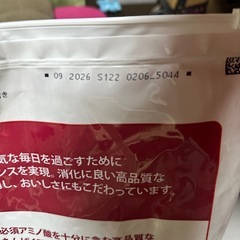 09 2026 S122 0206 5044
き
気な毎日を過ごすために
ンスを実現。消化に良い高品質な
し、おいしさにもこだわっています。
必須アミノ酸を十分に含む高品質な